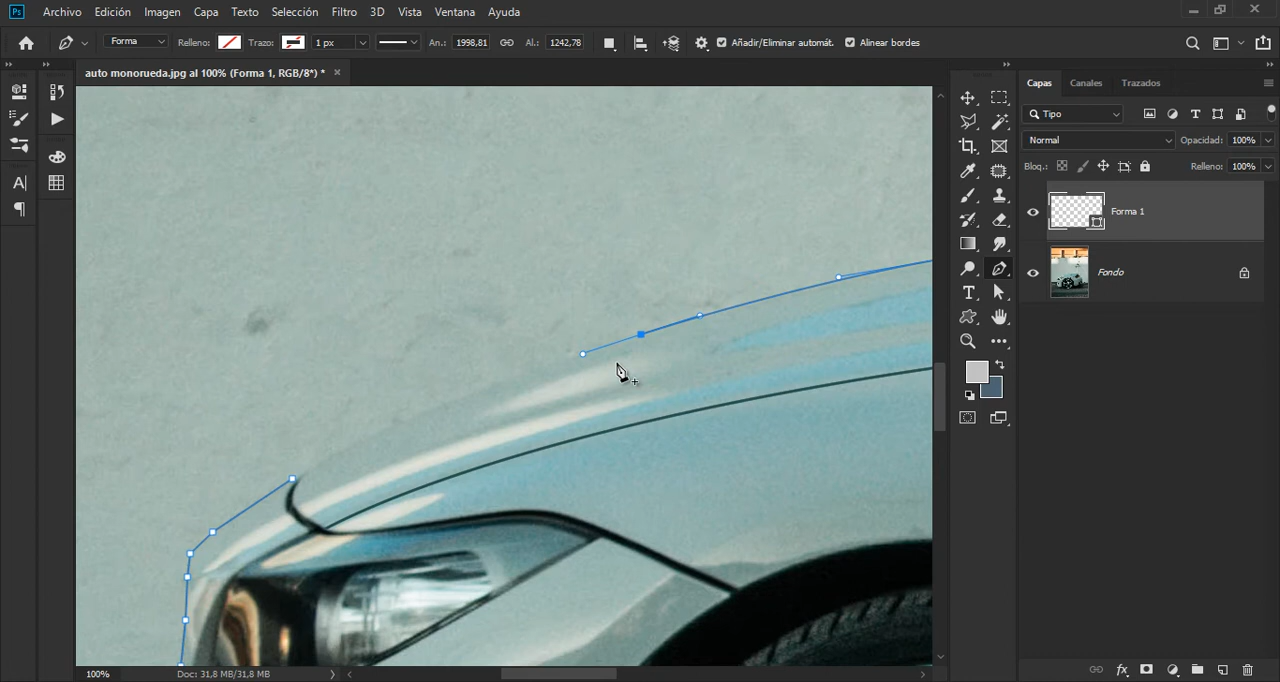 Ps Archivo Edición Imagen Capa Texto Selección Filtro 3D Vista Ventana Ayuda
Forma Relleno: Trazo: 1 px An.: 1998,81 Al.: 1242,78 Añadir/Eliminar automát. Alinear bordes
auto monorueda.jpg al 100% (Forma 1, RGB/8*) *
Capas Canales Trazados
Tipo
Normal Opacidad: 100%
Bloq.: Relleno: 100%
Forma 1
Fondo
100% Doc: 31,8 MB/31,8 MB